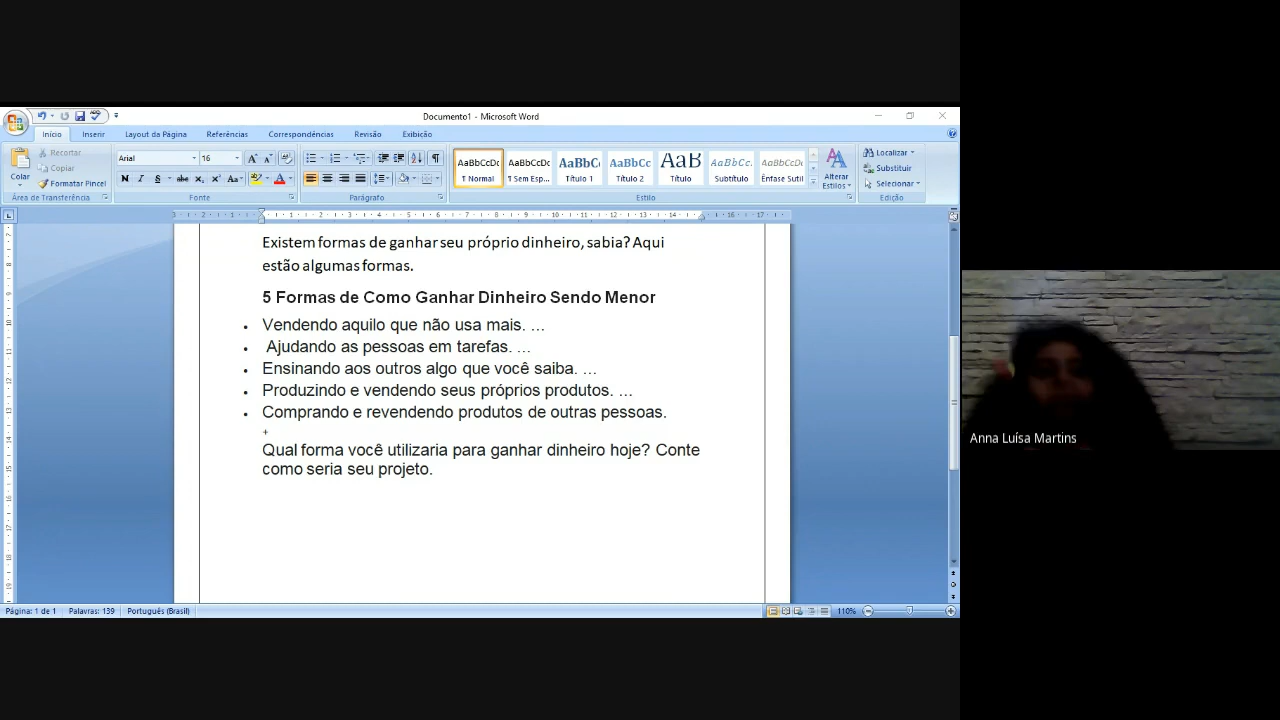 Documento1 - Microsoft Word
Início Inserir Layout da Página Referências Correspondências Revisão Exibição
Colar
Recortar
Copiar
Formatar Pincel
Área de Transferência
Arial 16
N I S abc x₂ x² Aa
Fonte
Parágrafo
AaBbCcDc AaBbCcDc AaBbC AaBbCc AaB AaBbCc. AaBbCcDc
¶ Normal ¶ Sem Esp... Título 1 Título 2 Título Subtítulo Ênfase Sutil
Alterar Estilos
Estilo
Localizar
Substituir
Selecionar
Edição
Existem formas de ganhar seu próprio dinheiro, sabia? Aqui
estão algumas formas.
5 Formas de Como Ganhar Dinheiro Sendo Menor
• Vendendo aquilo que não usa mais. ...
• Ajudando as pessoas em tarefas. ...
• Ensinando aos outros algo que você saiba. ...
• Produzindo e vendendo seus próprios produtos. ...
• Comprando e revendendo produtos de outras pessoas.
+
Qual forma você utilizaria para ganhar dinheiro hoje? Conte
como seria seu projeto.
Anna Luísa Martins
Página: 1 de 1 Palavras: 139 Português (Brasil) 110%